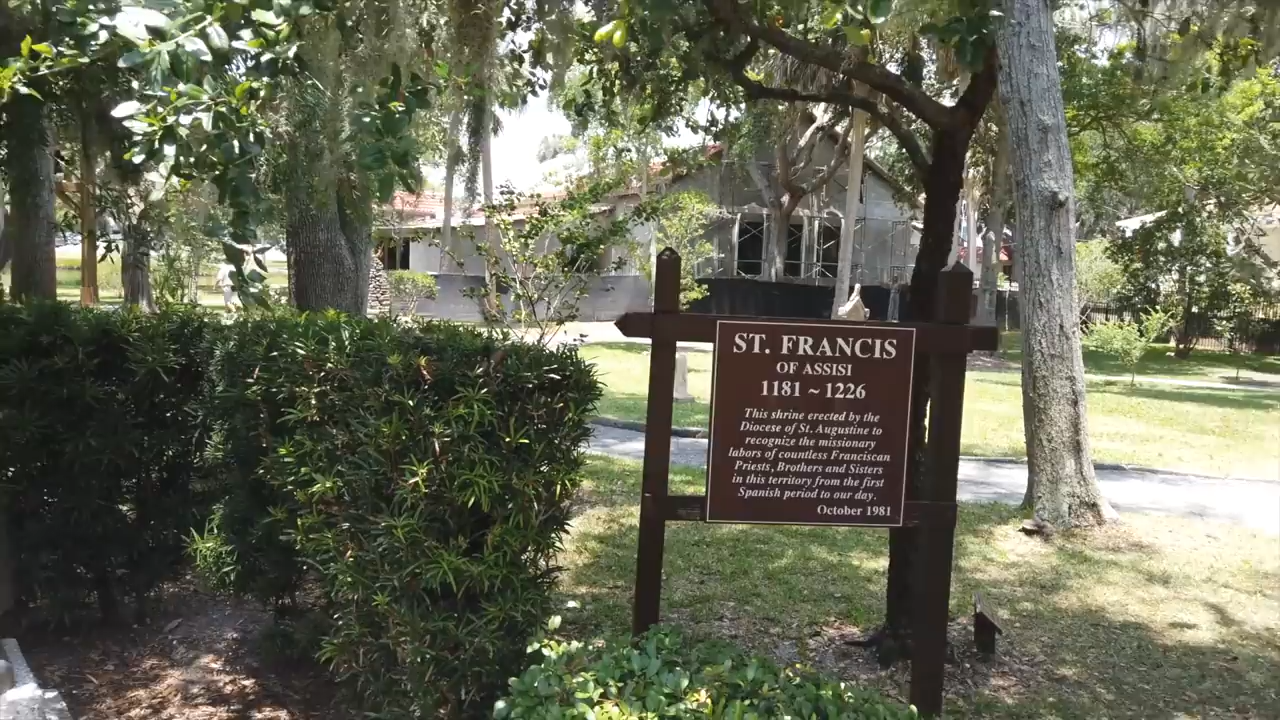 ST. FRANCIS
OF ASSISI
1181 ~ 1226
This shrine erected by the
Diocese of St. Augustine to
recognize the missionary
labors of countless Franciscan
Priests, Brothers and Sisters
in this territory from the first
Spanish period to our day.
October 1981